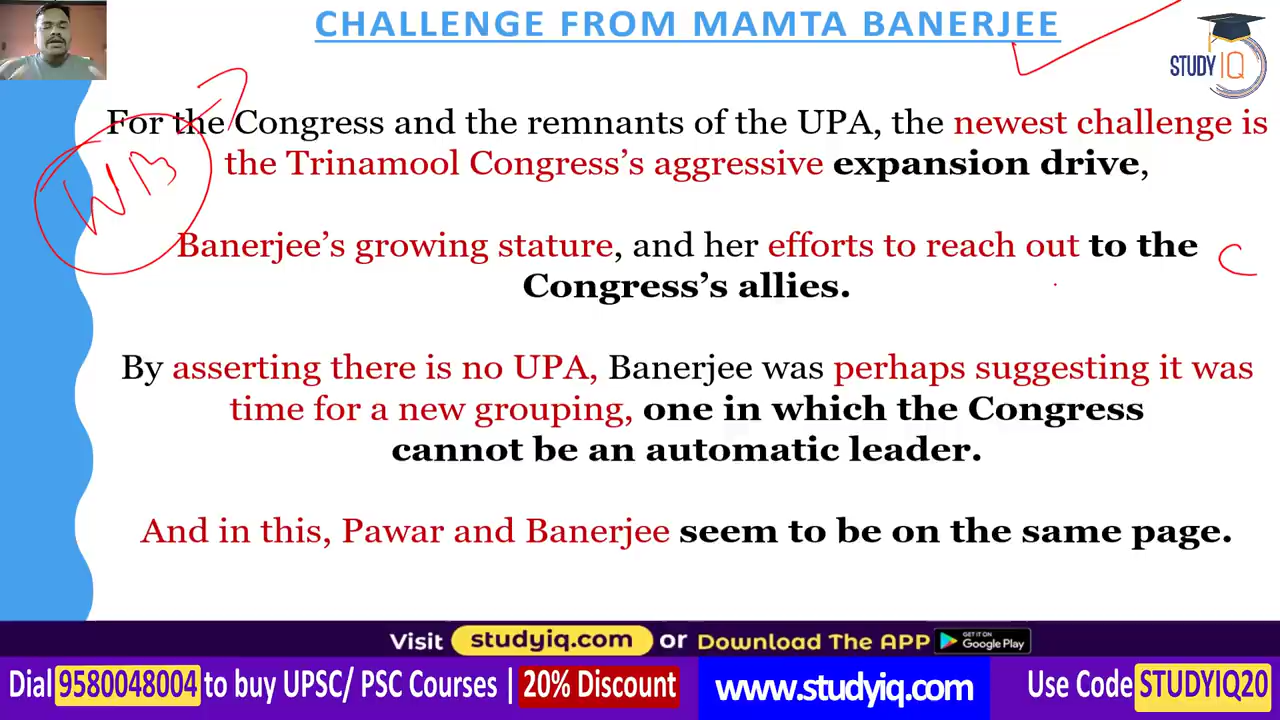 CHALLENGE FROM MAMTA BANERJEE
STUDY IQ
For the Congress and the remnants of the UPA, the newest challenge is
the Trinamool Congress’s aggressive expansion drive,
WB
Banerjee’s growing stature, and her efforts to reach out to the
C
Congress’s allies.
By asserting there is no UPA, Banerjee was perhaps suggesting it was
time for a new grouping, one in which the Congress
cannot be an automatic leader.
And in this, Pawar and Banerjee seem to be on the same page.
Visit studyiq.com or Download The APP GET IT ON Google Play
Dial 9580048004 to buy UPSC/ PSC Courses | 20% Discount www.studyiq.com Use Code STUDYIQ20